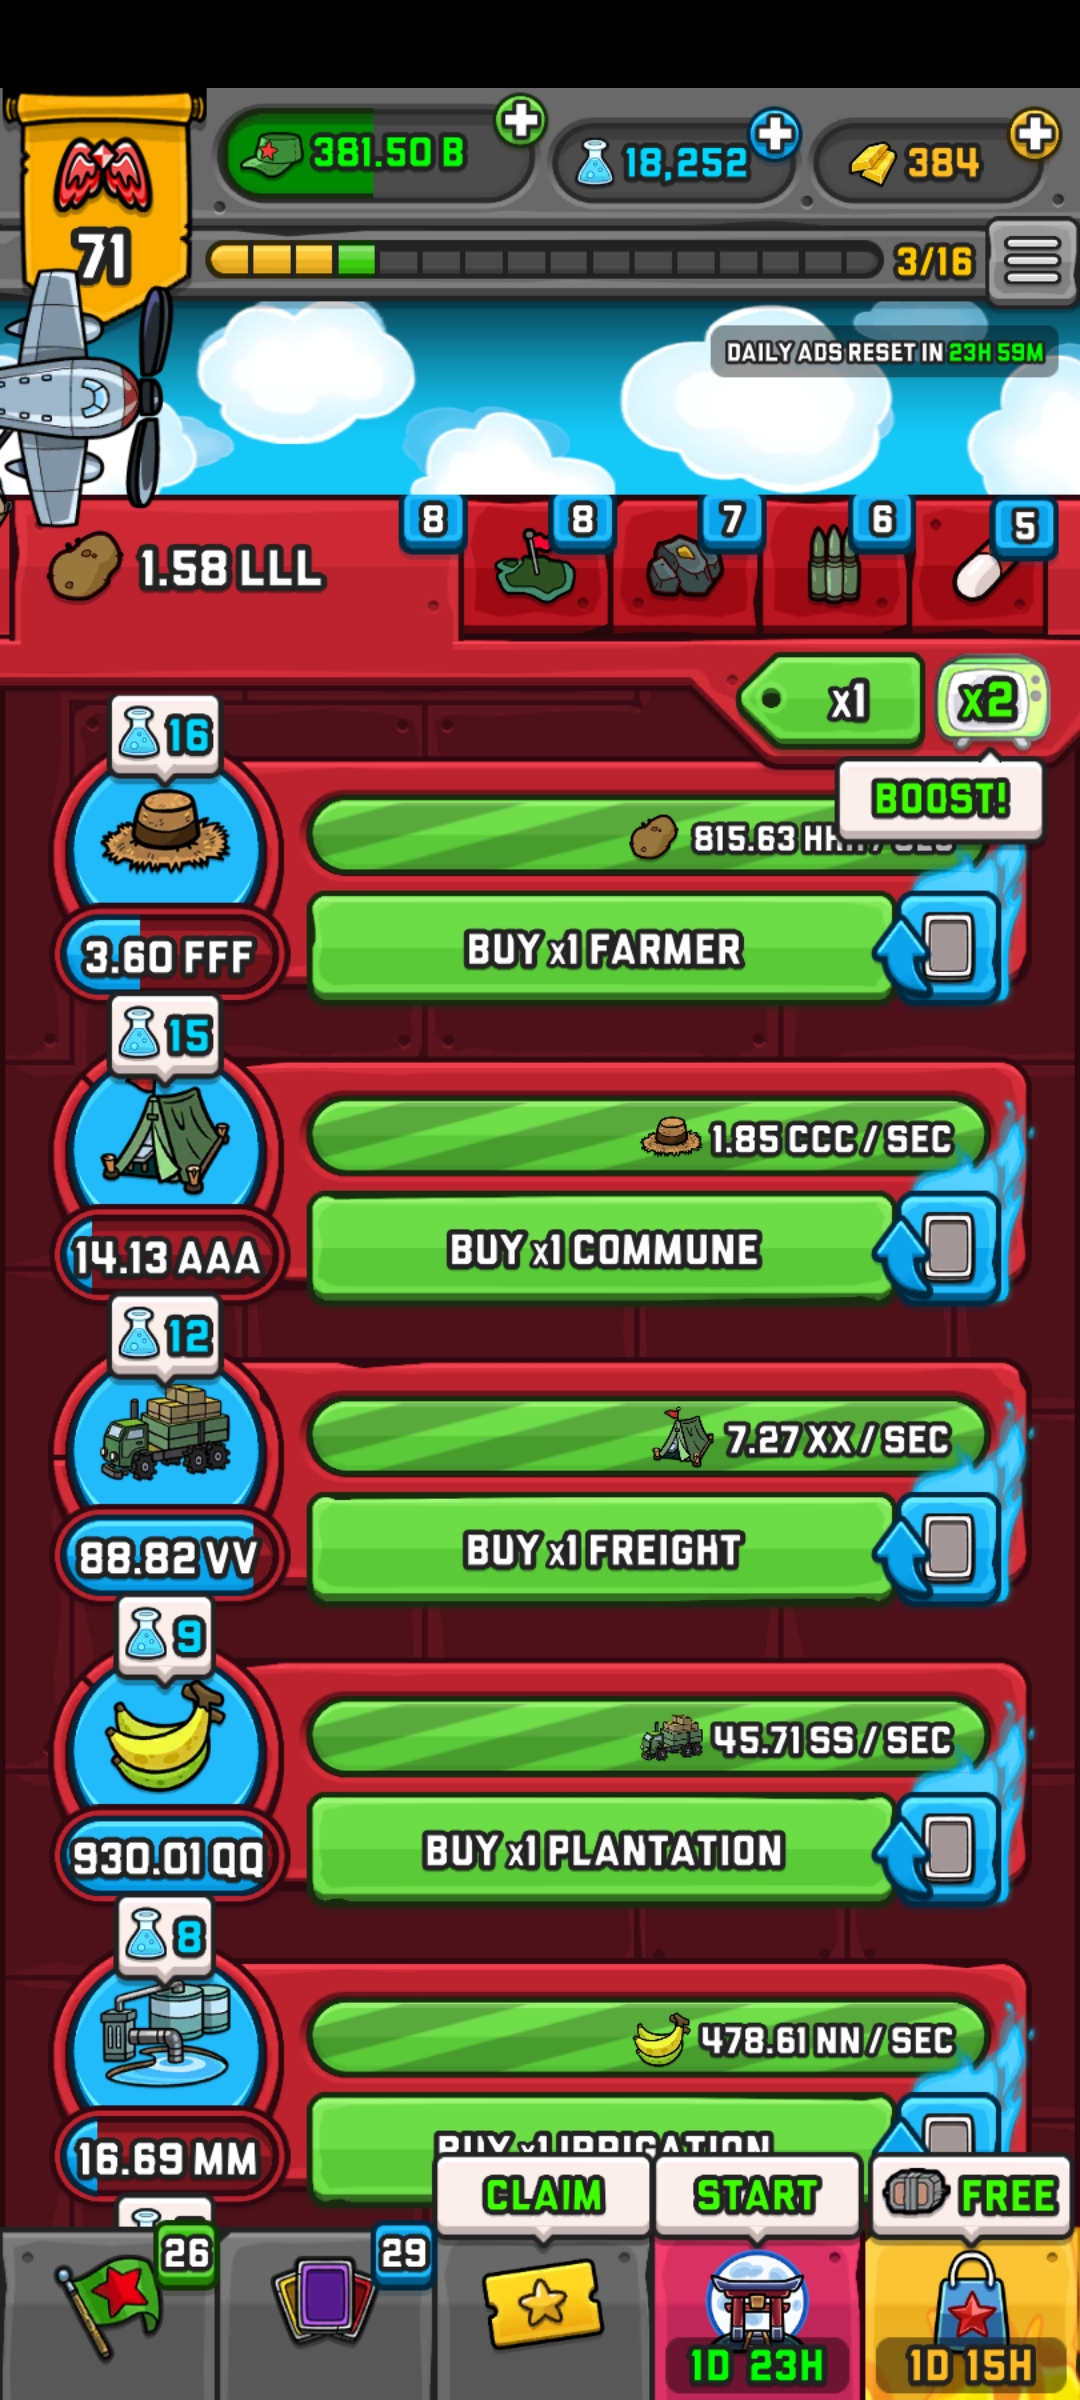 381.50 B
18,252
384
71
3/16
DAILY ADS RESET IN 23H 59M
1.58 LLL
8
8
7
6
5
x1
x2
BOOST!
16
815.63
3.60 FFF
BUY x1 FARMER
15
1.85 CCC / SEC
14.13 AAA
BUY x1 COMMUNE
12
7.27 XX / SEC
88.82 VV
BUY x1 FREIGHT
9
45.71 SS / SEC
930.01 QQ
BUY x1 PLANTATION
8
478.61 NN / SEC
16.69 MM
BUY x1 IRRIGATION
CLAIM
START
FREE
26
29
1D 23H
1D 15H